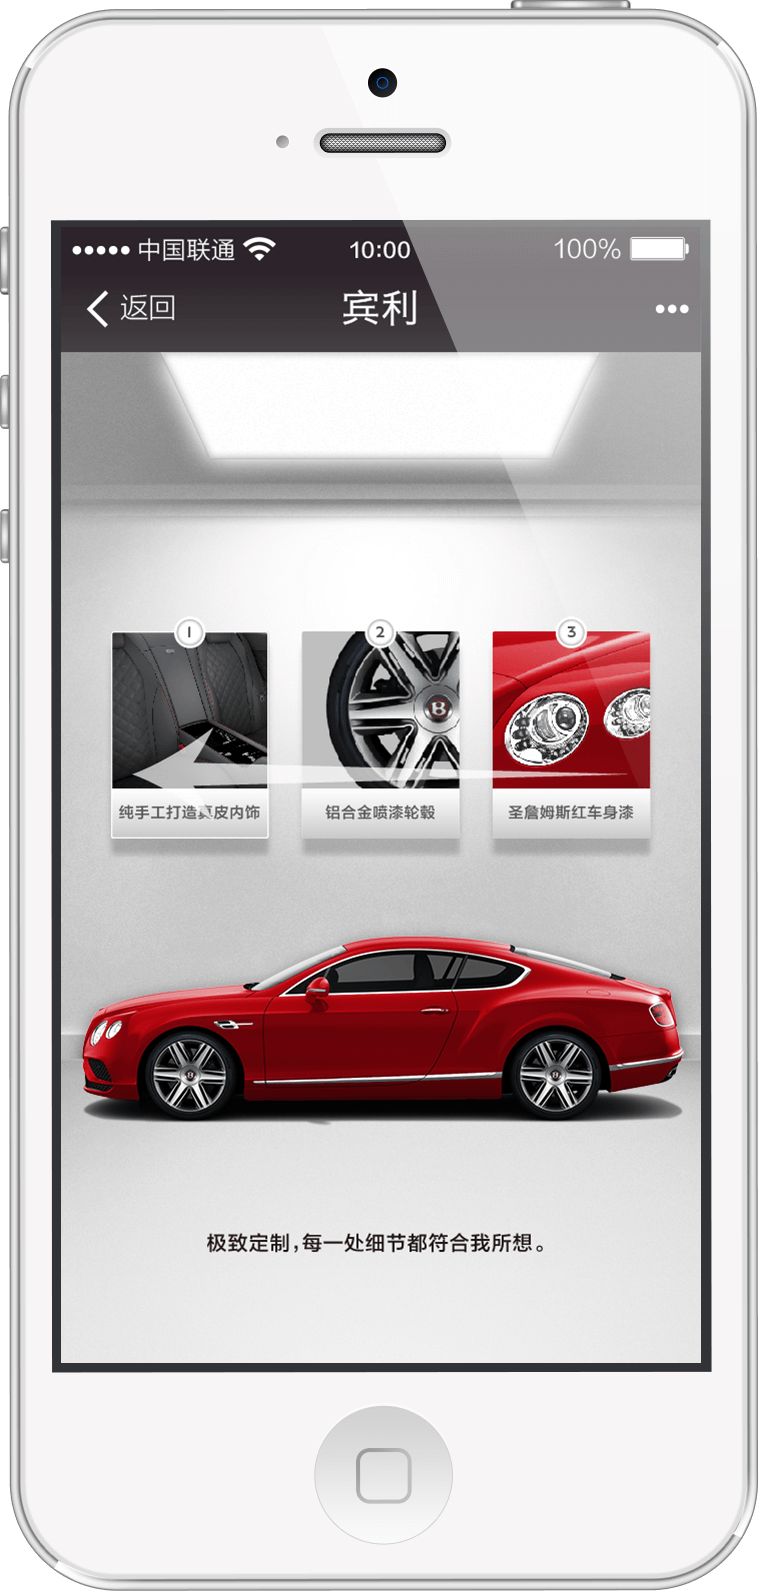 中国联通 10:00 100%
返回 宾利
1 2 3
纯手工打造真皮内饰 铝合金喷漆轮毂 圣詹姆斯红车身漆
极致定制,每一处细节都符合我所想。